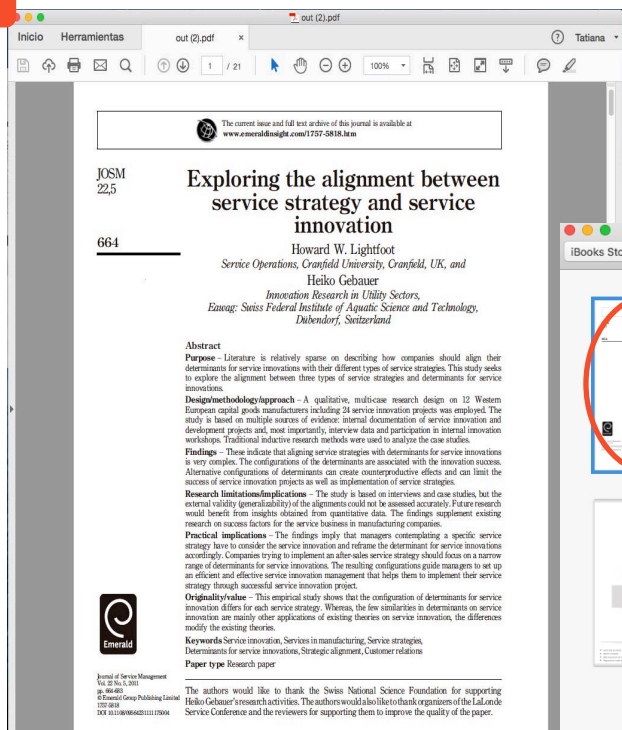 out (2).pdf
Inicio Herramientas out (2).pdf × ? Tatiana
1 / 21 100%
The current issue and full text archive of this journal is available at
www.emeraldinsight.com/1757-5818.htm
JOSM
22,5
664
Exploring the alignment between
service strategy and service
innovation
Howard W. Lightfoot
Service Operations, Cranfield University, Cranfield, UK, and
Heiko Gebauer
Innovation Research in Utility Sectors,
Eawag: Swiss Federal Institute of Aquatic Science and Technology,
Dübendorf, Switzerland
Abstract
Purpose – Literature is relatively sparse on describing how companies should align their
determinants for service innovations with their different types of service strategies. This study seeks
to explore the alignment between three types of service strategies and determinants for service
innovations.
Design/methodology/approach – A qualitative, multi-case research design on 12 Western
European capital goods manufacturers including 24 service innovation projects was employed. The
study is based on multiple sources of evidence: internal documentation of service innovation and
development projects and, most importantly, interview data and participation in internal innovation
workshops. Traditional inductive research methods were used to analyze the case studies.
Findings – These indicate that aligning service strategies with determinants for service innovations
is very complex. The configurations of the determinants are associated with the innovation success.
Alternative configurations of determinants can create counterproductive effects and can limit the
success of service innovation projects as well as implementation of service strategies.
Research limitations/implications – The study is based on interviews and case studies, but the
external validity (generalizability) of the alignments could not be assessed accurately. Future research
would benefit from insights obtained from quantitative data. The findings supplement existing
research on success factors for the service business in manufacturing companies.
Practical implications – The findings imply that managers contemplating a specific service
strategy have to consider the service innovation and reframe the determinant for service innovations
accordingly. Companies trying to implement an after-sales service strategy should focus on a narrow
range of determinants for service innovations. The resulting configurations guide managers to set up
an efficient and effective service innovation management that helps them to implement their service
strategy through successful service innovation project.
Originality/value – This empirical study shows that the configuration of determinants for service
innovation differs for each service strategy. Whereas, the few similarities in determinants on service
innovation are mainly other applications of existing theories on service innovation, the differences
modify the existing theories.
Keywords Service innovation, Services in manufacturing, Service strategies,
Determinants for service innovations, Strategic alignment, Customer relations
Paper type Research paper
Emerald
Journal of Service Management
Vol. 22 No. 5, 2011
pp. 664-683
© Emerald Group Publishing Limited
1757-5818
DOI 10.1108/09564231111175004
The authors would like to thank the Swiss National Science Foundation for supporting
Heiko Gebauer's research activities. The authors would also like to thank organizers of the LaLonde
Service Conference and the reviewers for supporting them to improve the quality of the paper.
iBooks Sto